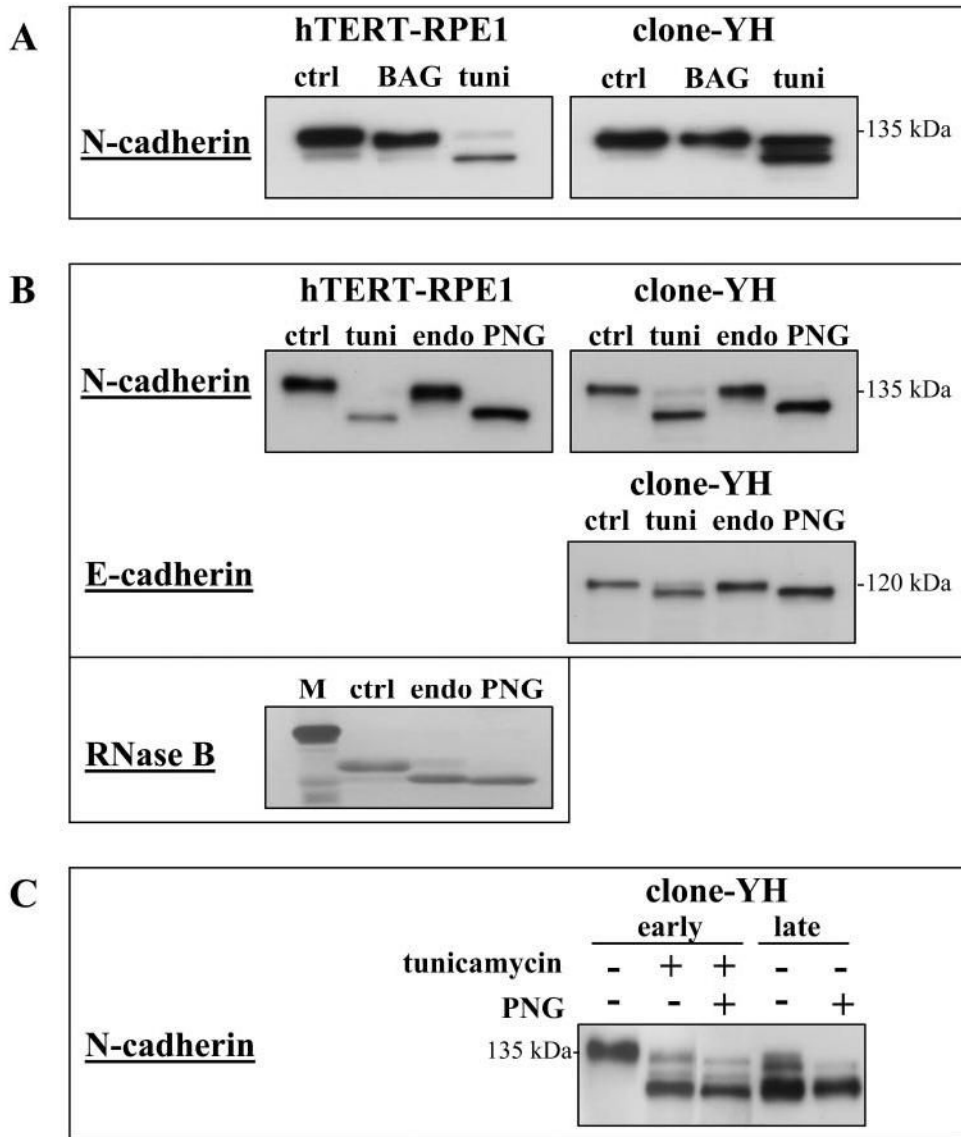 A
hTERT-RPE1 clone-YH
ctrl BAG tuni ctrl BAG tuni
N-cadherin
-135 kDa
B
hTERT-RPE1 clone-YH
ctrl tuni endo PNG ctrl tuni endo PNG
N-cadherin
-135 kDa
clone-YH
ctrl tuni endo PNG
E-cadherin
-120 kDa
M ctrl endo PNG
RNase B
C
clone-YH
early late
tunicamycin - + + - -
PNG - - + - +
N-cadherin
135 kDa-